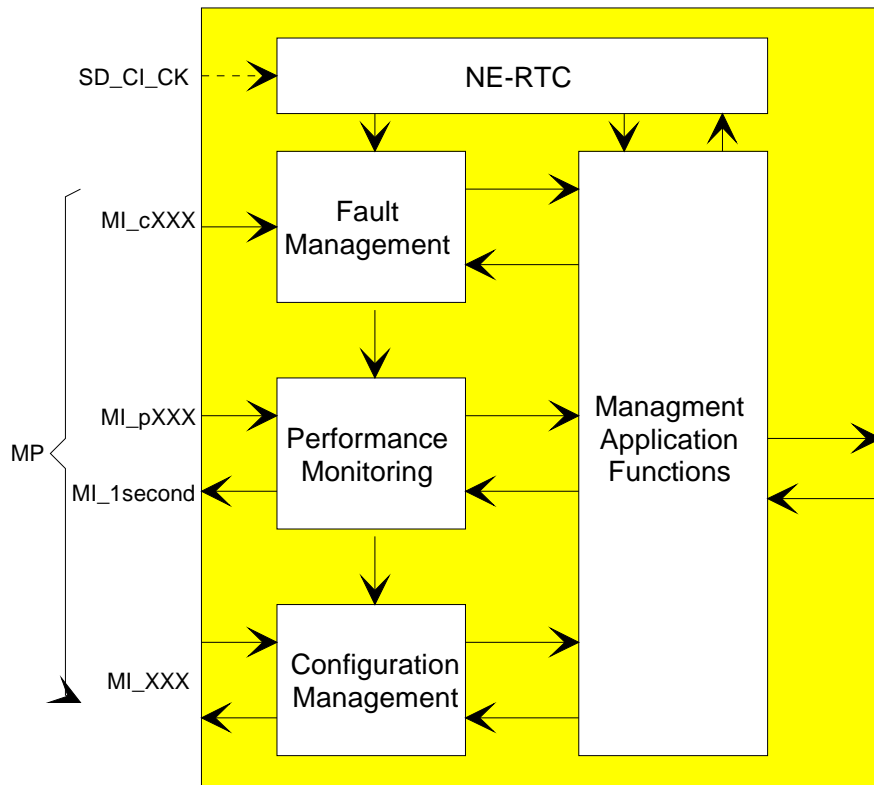 SD_CI_CK
NE-RTC
MI_cXXX
Fault
Management
MI_pXXX
Performance
Monitoring
Managment
Application
Functions
MP
MI_1second
MI_XXX
Configuration
Management